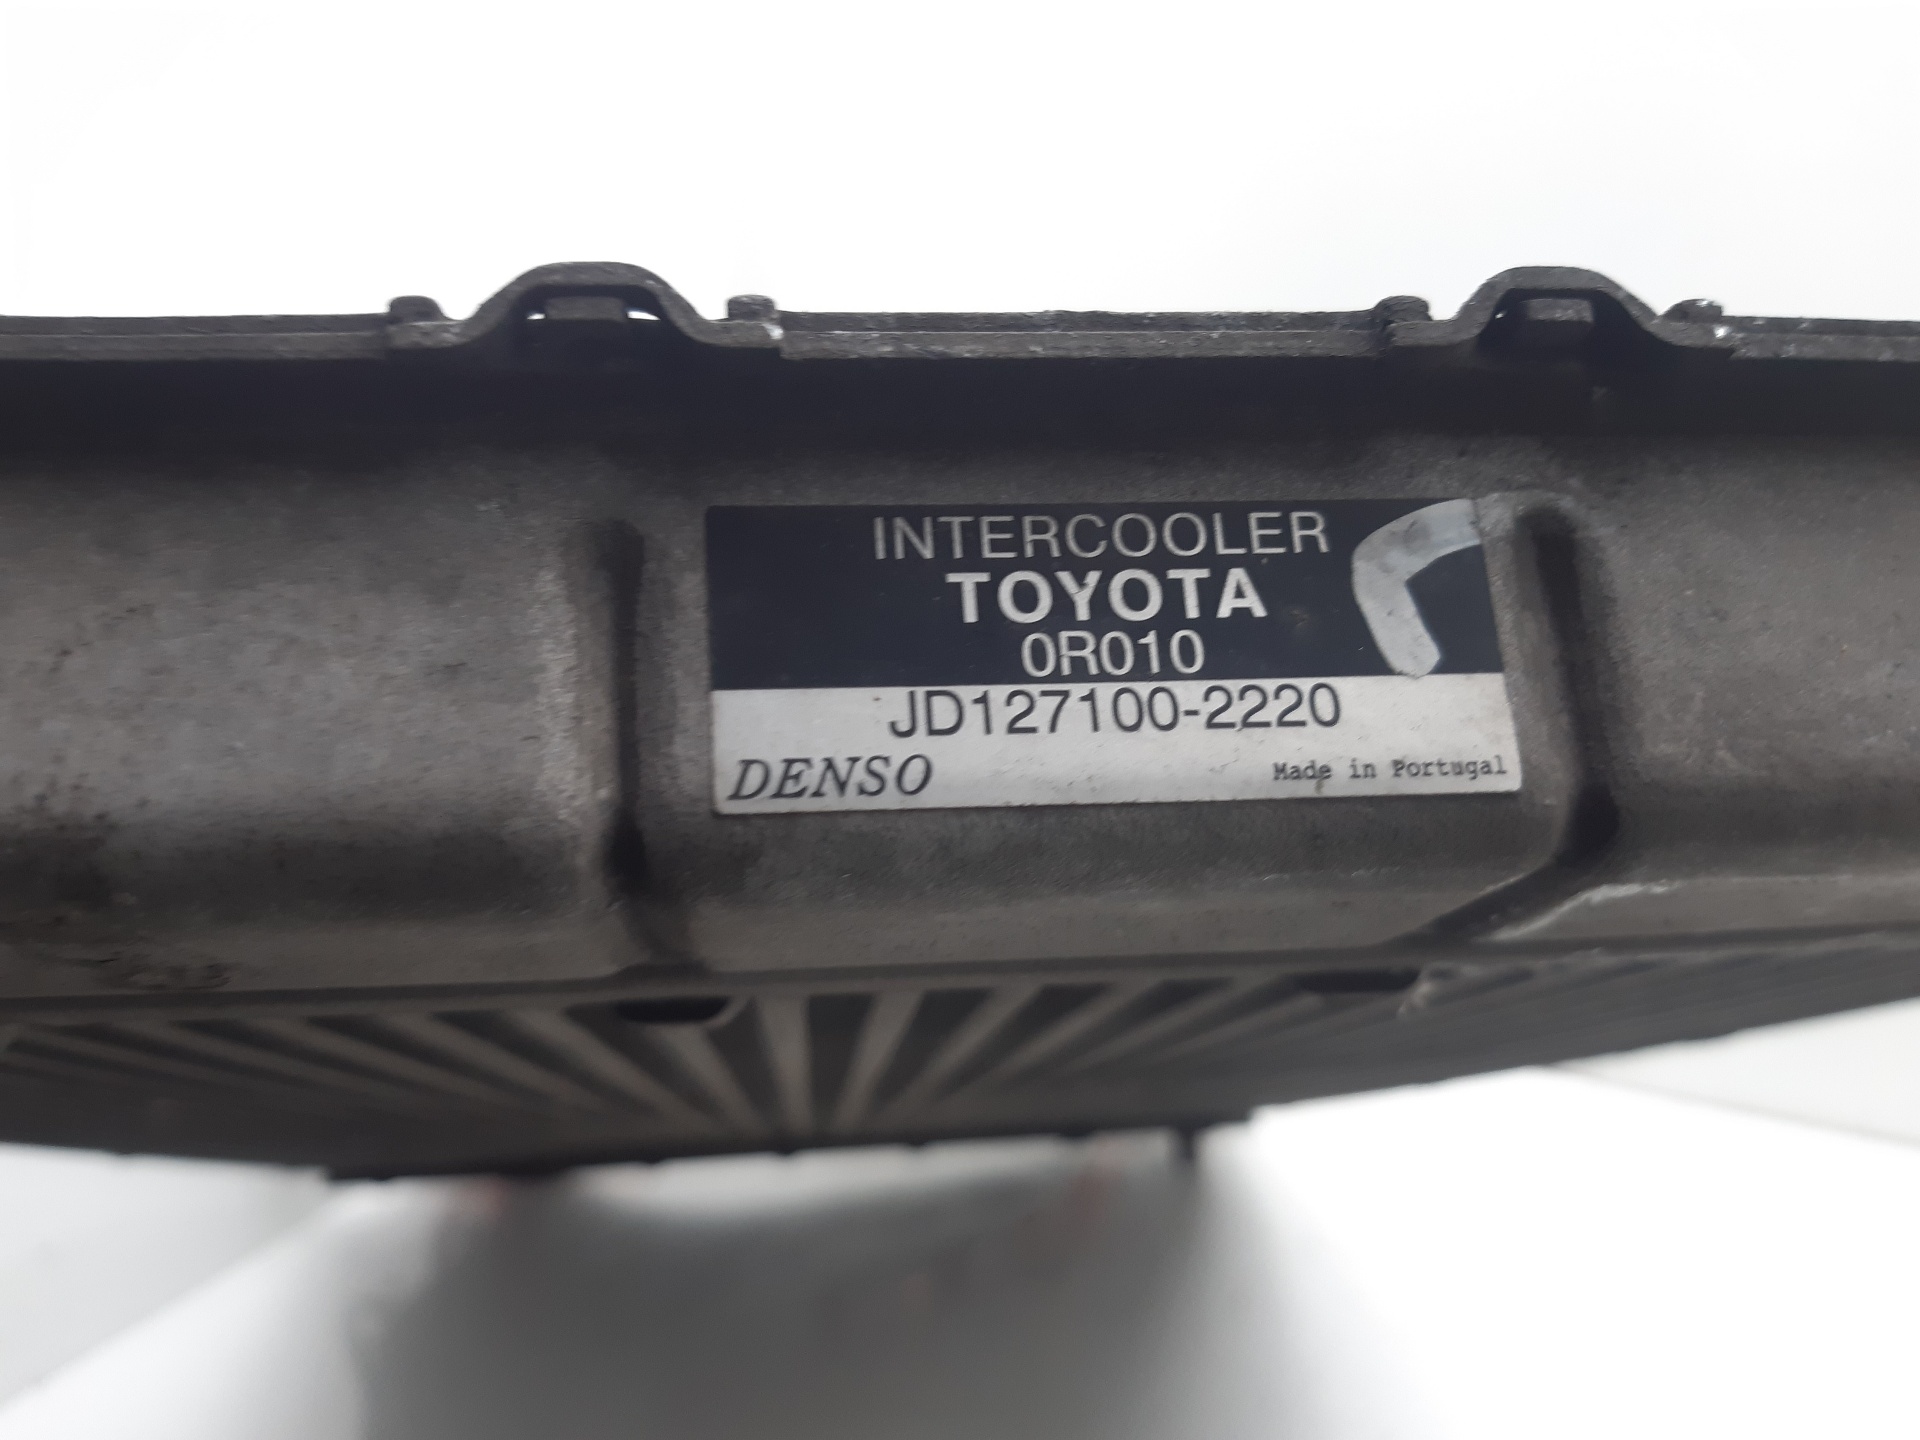 INTERCOOLER
TOYOTA
0R010
JD127100-2220
DENSO
Made in Portugal